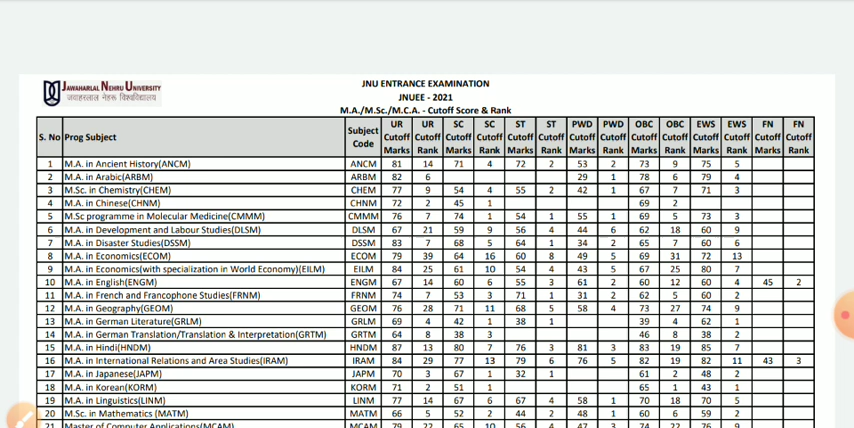 JAWAHARLAL NEHRU UNIVERSITY
जवाहरलाल नेहरू विश्वविद्यालय
JNU ENTRANCE EXAMINATION
JNUEE - 2021
M.A./M.Sc./M.C.A. - Cutoff Score & Rank
S. No Prog Subject Subject Code UR Cutoff Marks UR Cutoff Rank SC Cutoff Marks SC Cutoff Rank ST Cutoff Marks ST Cutoff Rank PWD Cutoff Marks PWD Cutoff Rank OBC Cutoff Marks OBC Cutoff Rank EWS Cutoff Marks EWS Cutoff Rank FN Cutoff Marks FN Cutoff Rank
1 M.A. in Ancient History(ANCM) ANCM 81 14 71 4 72 2 53 2 73 9 75 5
2 M.A. in Arabic(ARBM) ARBM 82 6 29 1 78 6 79 4
3 M.Sc. in Chemistry(CHEM) CHEM 77 9 54 4 55 2 42 1 67 7 71 3
4 M.A. in Chinese(CHNM) CHNM 72 2 45 1 69 2
5 M.Sc programme in Molecular Medicine(CMMM) CMMM 76 7 74 1 54 1 55 1 69 5 73 3
6 M.A. in Development and Labour Studies(DLSM) DLSM 67 21 59 9 56 4 44 6 62 18 60 9
7 M.A. in Disaster Studies(DSSM) DSSM 83 7 68 5 64 1 34 2 65 7 60 6
8 M.A. in Economics(ECOM) ECOM 79 39 64 16 60 8 49 5 69 31 72 13
9 M.A. in Economics(with specialization in World Economy)(EILM) EILM 84 25 61 10 54 4 43 5 67 25 80 7
10 M.A. in English(ENGM) ENGM 67 14 60 6 55 3 61 2 60 12 60 4 45 2
11 M.A. in French and Francophone Studies(FRNM) FRNM 74 7 53 3 71 1 31 2 62 5 60 2
12 M.A. in Geography(GEOM) GEOM 76 28 71 11 68 5 58 4 73 27 74 9
13 M.A. in German Literature(GRLM) GRLM 69 4 42 1 38 1 39 4 62 1
14 M.A. in German Translation/Translation & Interpretation(GRTM) GRTM 64 8 38 3 46 8 38 2
15 M.A. in Hindi(HNDM) HNDM 87 13 80 7 76 3 81 3 83 19 85 7
16 M.A. in International Relations and Area Studies(IRAM) IRAM 84 29 77 13 79 6 76 5 82 19 82 11 43 3
17 M.A. in Japanese(JAPM) JAPM 70 3 67 1 32 1 61 2 48 2
18 M.A. in Korean(KORM) KORM 71 2 51 1 65 1 43 1
19 M.A. in Linguistics(LINM) LINM 77 14 67 6 67 4 58 1 70 18 70 5
20 M.Sc. in Mathematics (MATM) MATM 66 5 52 2 44 2 48 1 60 6 59 2
21 Master of Computer Applications(MCAM) MCAM 79 22 65 10 56 4 47 3 74 22 76 9